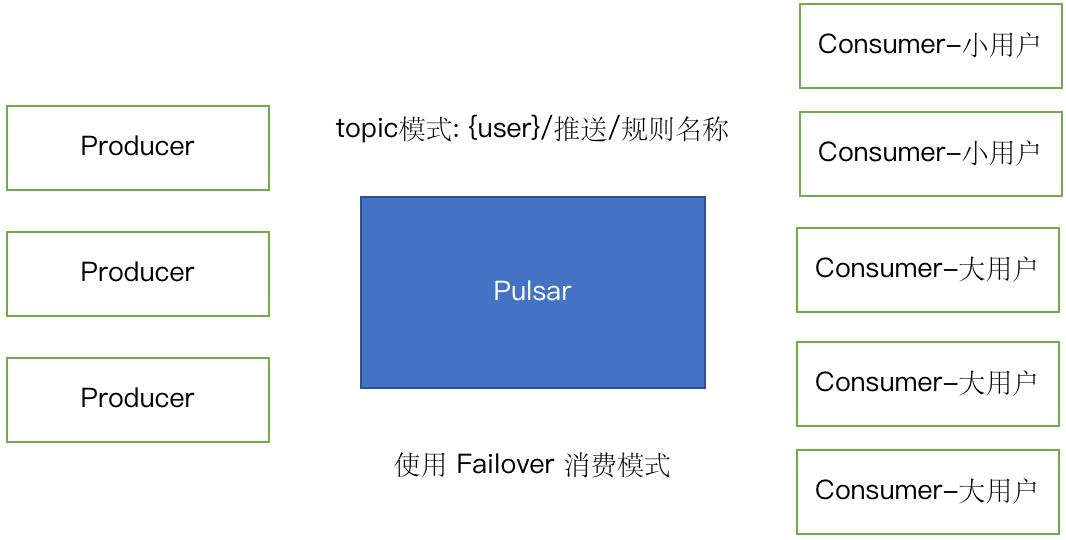 Producer
Producer
Producer
topic模式: {user}/推送/规则名称
Pulsar
使用 Failover 消费模式
Consumer-小用户
Consumer-小用户
Consumer-大用户
Consumer-大用户
Consumer-大用户